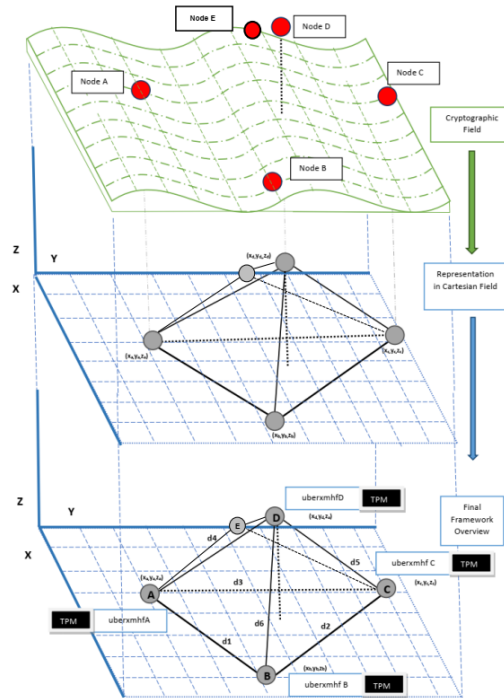 Node E
Node D
Node A
Node C
Node B
Cryptographic
Field
Z
Y
X
Representation
in Cartesian Field
uberxmhfD
TPM
Z
Y
X
Final
Framework
Overview
D
E
d4
d5
uberxmhf C
TPM
d3
A
C
TPM
uberxmhfA
d6
d1
d2
B
uberxmhf B
TPM